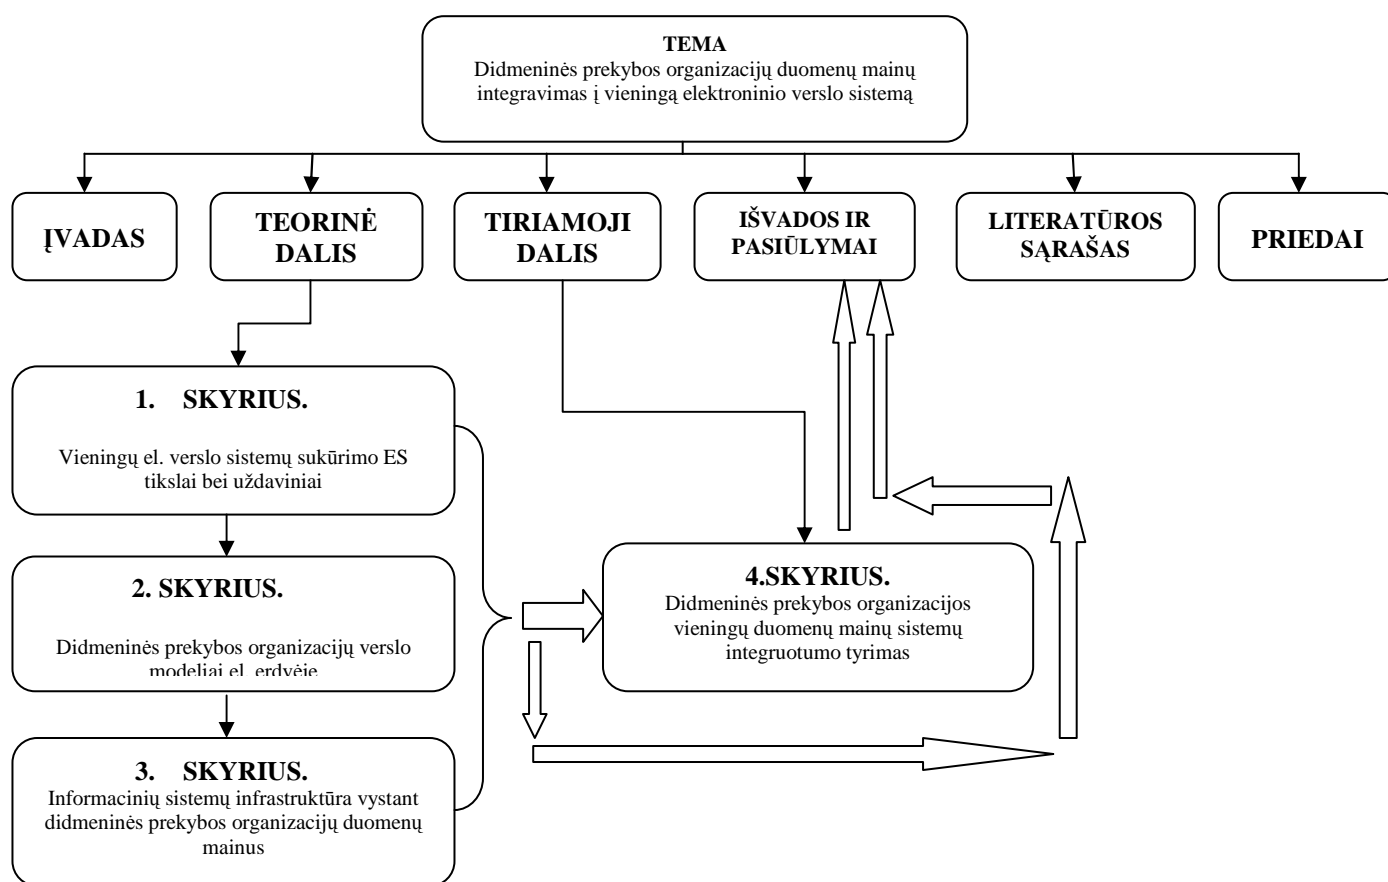 TEMA
Didmeninės prekybos organizacijų duomenų mainų
integravimas į vieningą elektroninio verslo sistemą
ĮVADAS
TEORINĖ
DALIS
TIRIAMOJI
DALIS
IŠVADOS IR
PASIŪLYMAI
LITERATŪROS
SĄRAŠAS
PRIEDAI
1. SKYRIUS.
Vieningų el. verslo sistemų sukūrimo ES
tikslai bei uždaviniai
2. SKYRIUS.
Didmeninės prekybos organizacijų verslo
modeliai el. erdvėje
3. SKYRIUS.
Informacinių sistemų infrastruktūra vystant
didmeninės prekybos organizacijų duomenų
mainus
4.SKYRIUS.
Didmeninės prekybos organizacijos
vieningų duomenų mainų sistemų
integruotumo tyrimas